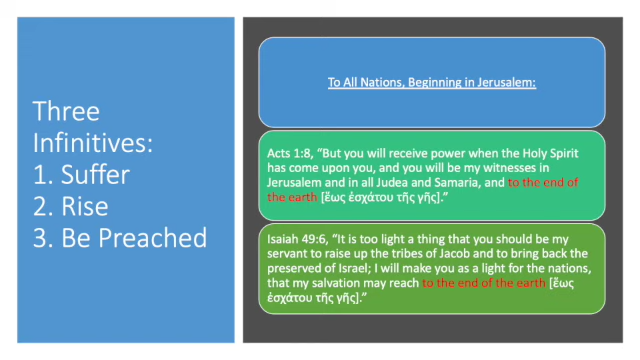 Three
Infinitives:
1. Suffer
2. Rise
3. Be Preached
To All Nations, Beginning in Jerusalem:
Acts 1:8, “But you will receive power when the Holy Spirit
has come upon you, and you will be my witnesses in
Jerusalem and in all Judea and Samaria, and to the end of
the earth [ἕως ἐσχάτου τῆς γῆς].”
Isaiah 49:6, “It is too light a thing that you should be my
servant to raise up the tribes of Jacob and to bring back the
preserved of Israel; I will make you as a light for the nations,
that my salvation may reach to the end of the earth [ἕως
ἐσχάτου τῆς γῆς].”